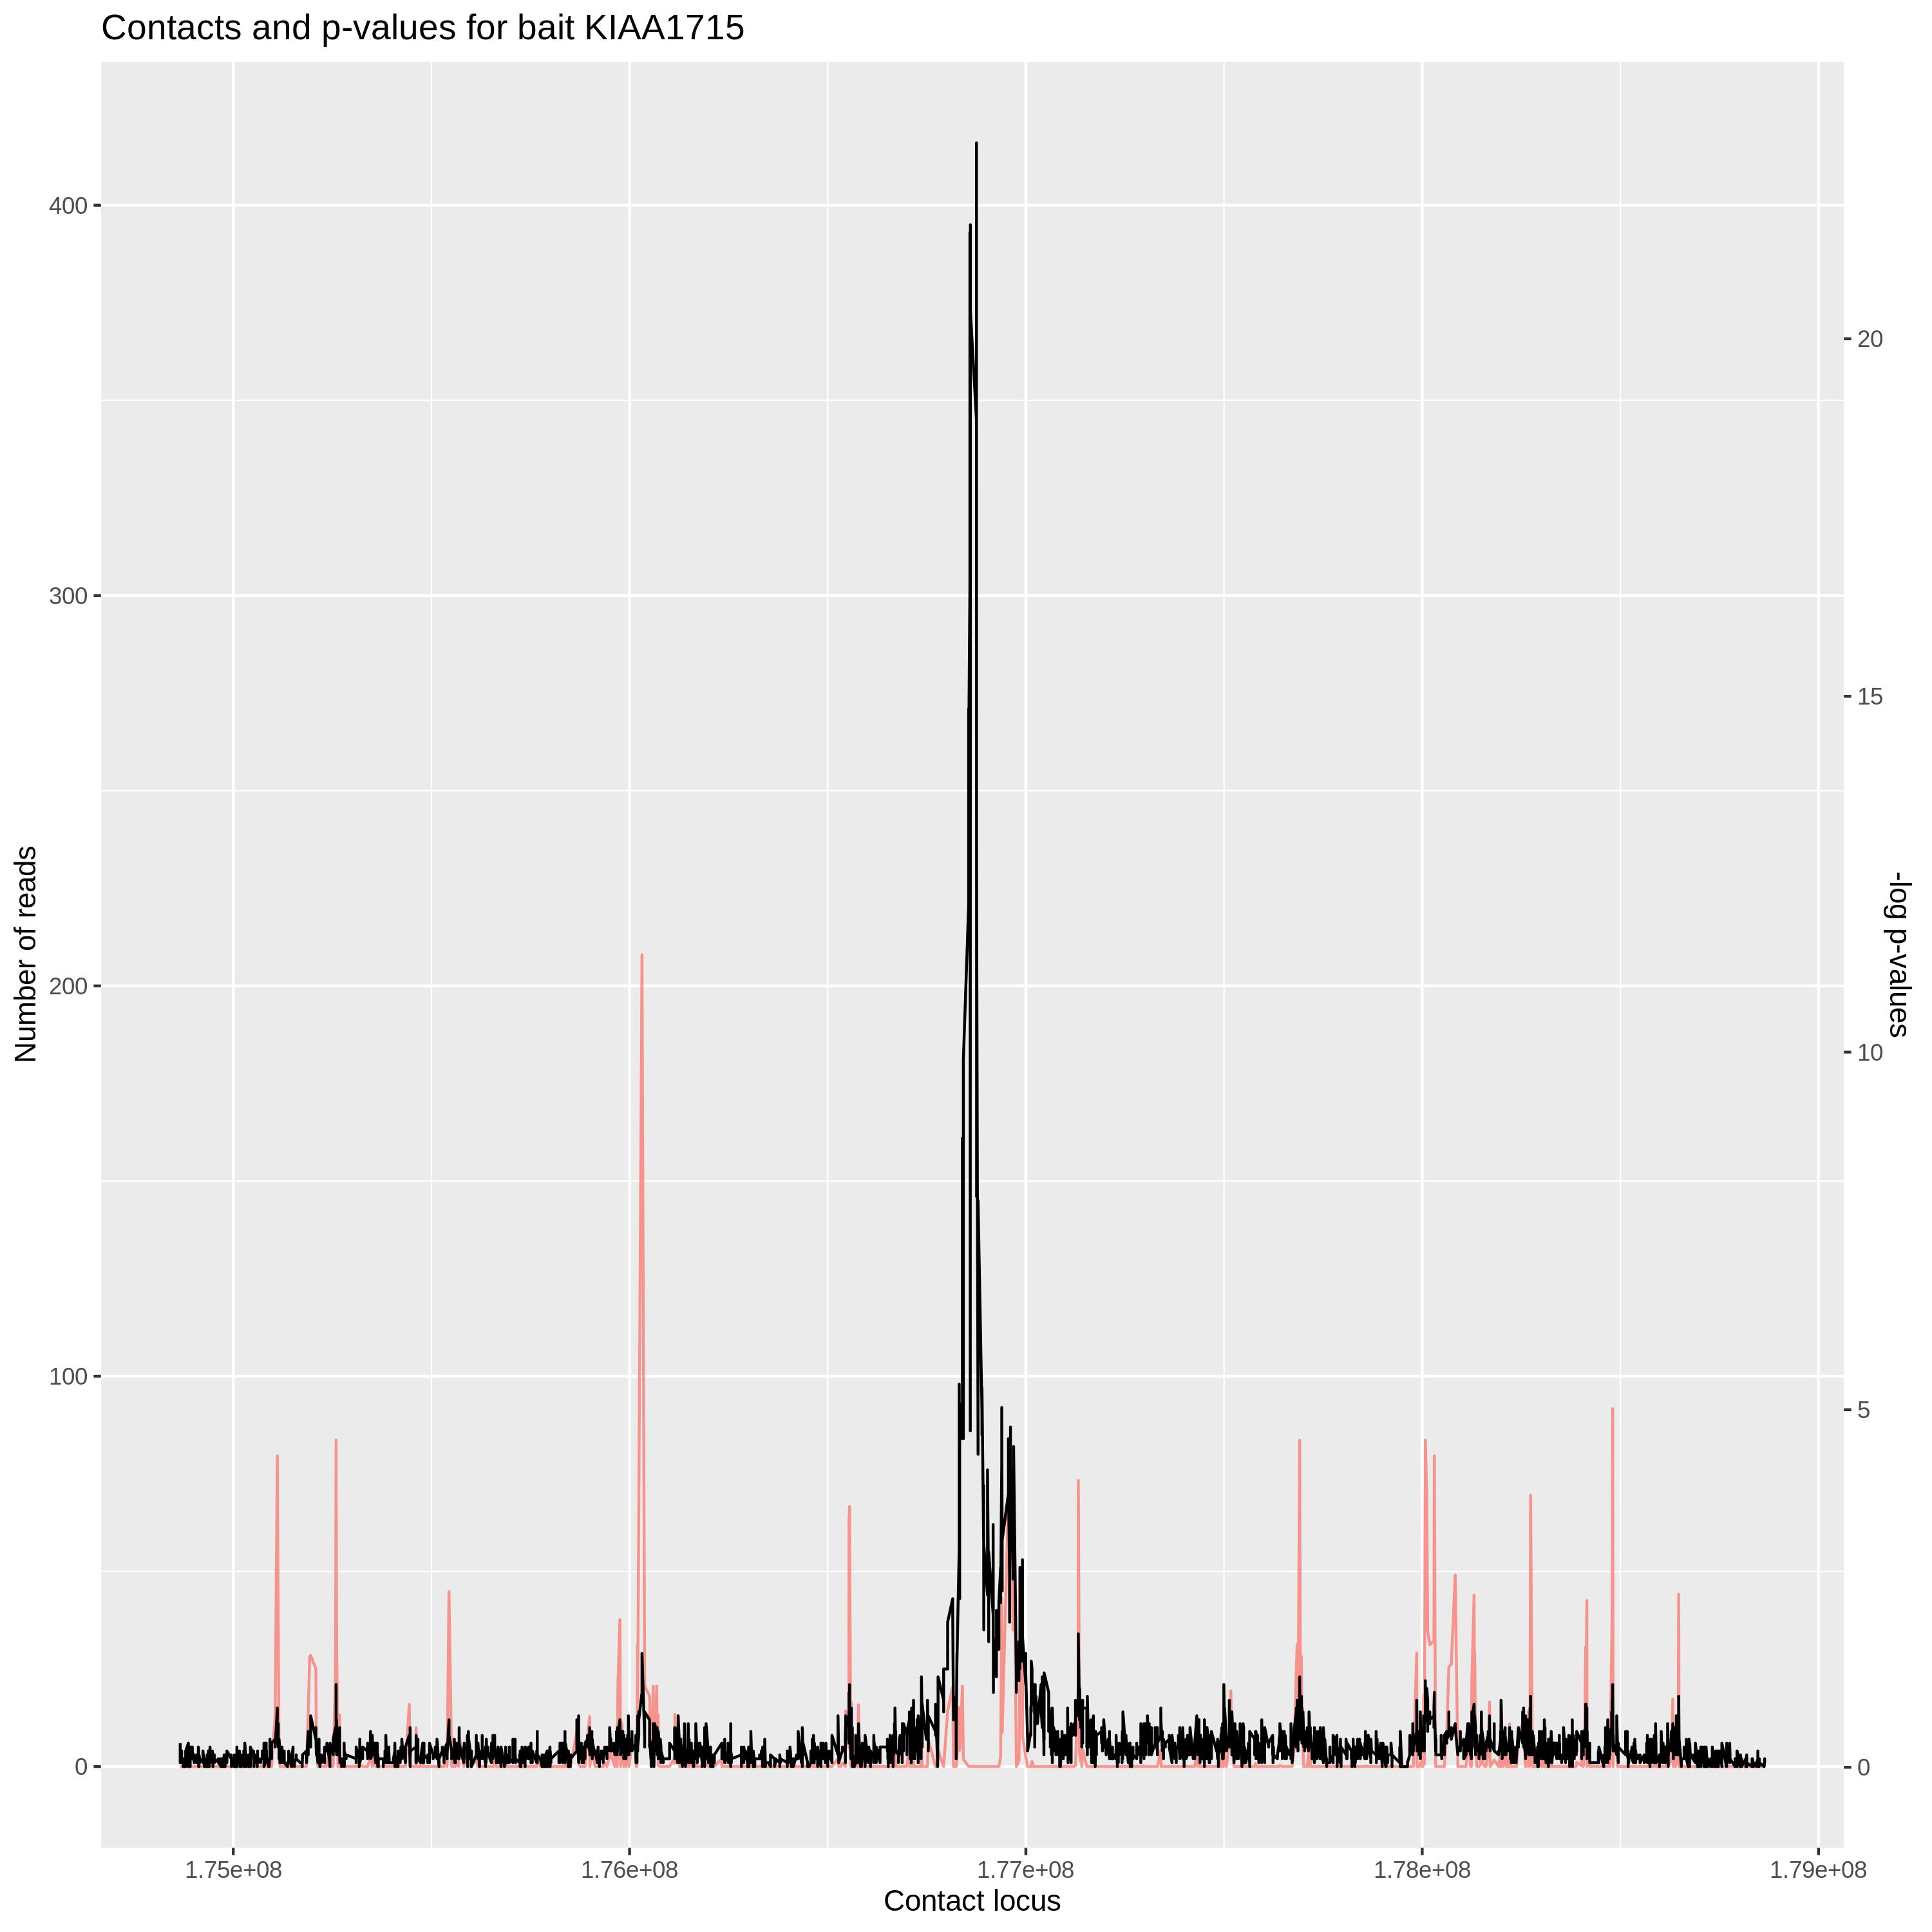 Contacts and p-values for bait KIAA1715
400
300
200
100
0
Number of reads
20
15
10
5
0
-log p-values
1.75e+08
1.76e+08
1.77e+08
1.78e+08
1.79e+08
Contact locus